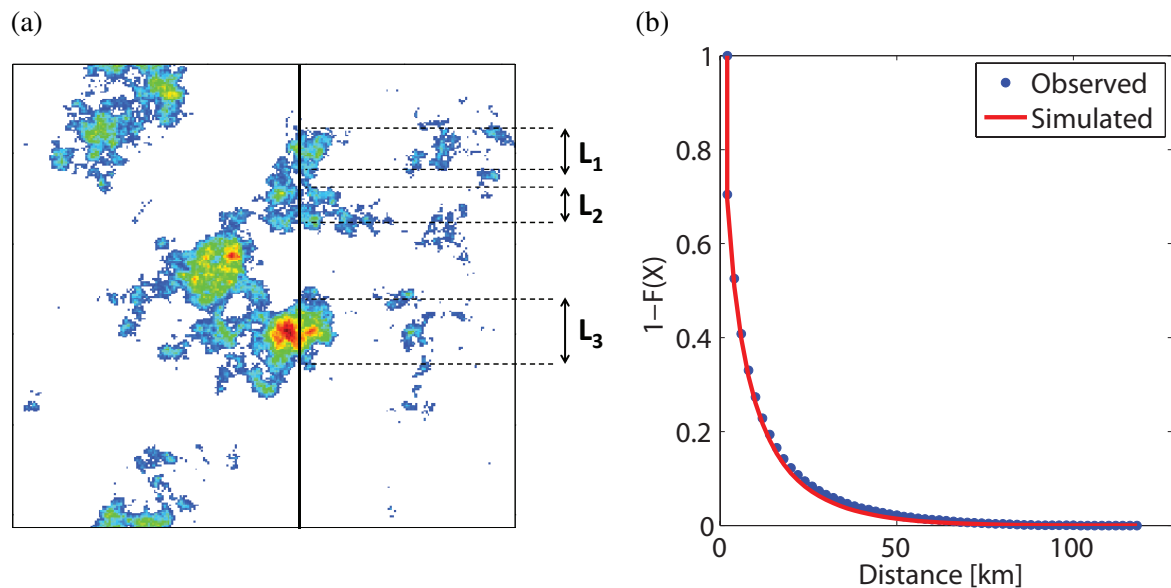 (a)
L1
L2
L3
(b)
1
0.8
0.6
0.4
0.2
0
1−F(X)
Observed
Simulated
0 50 100
Distance [km]